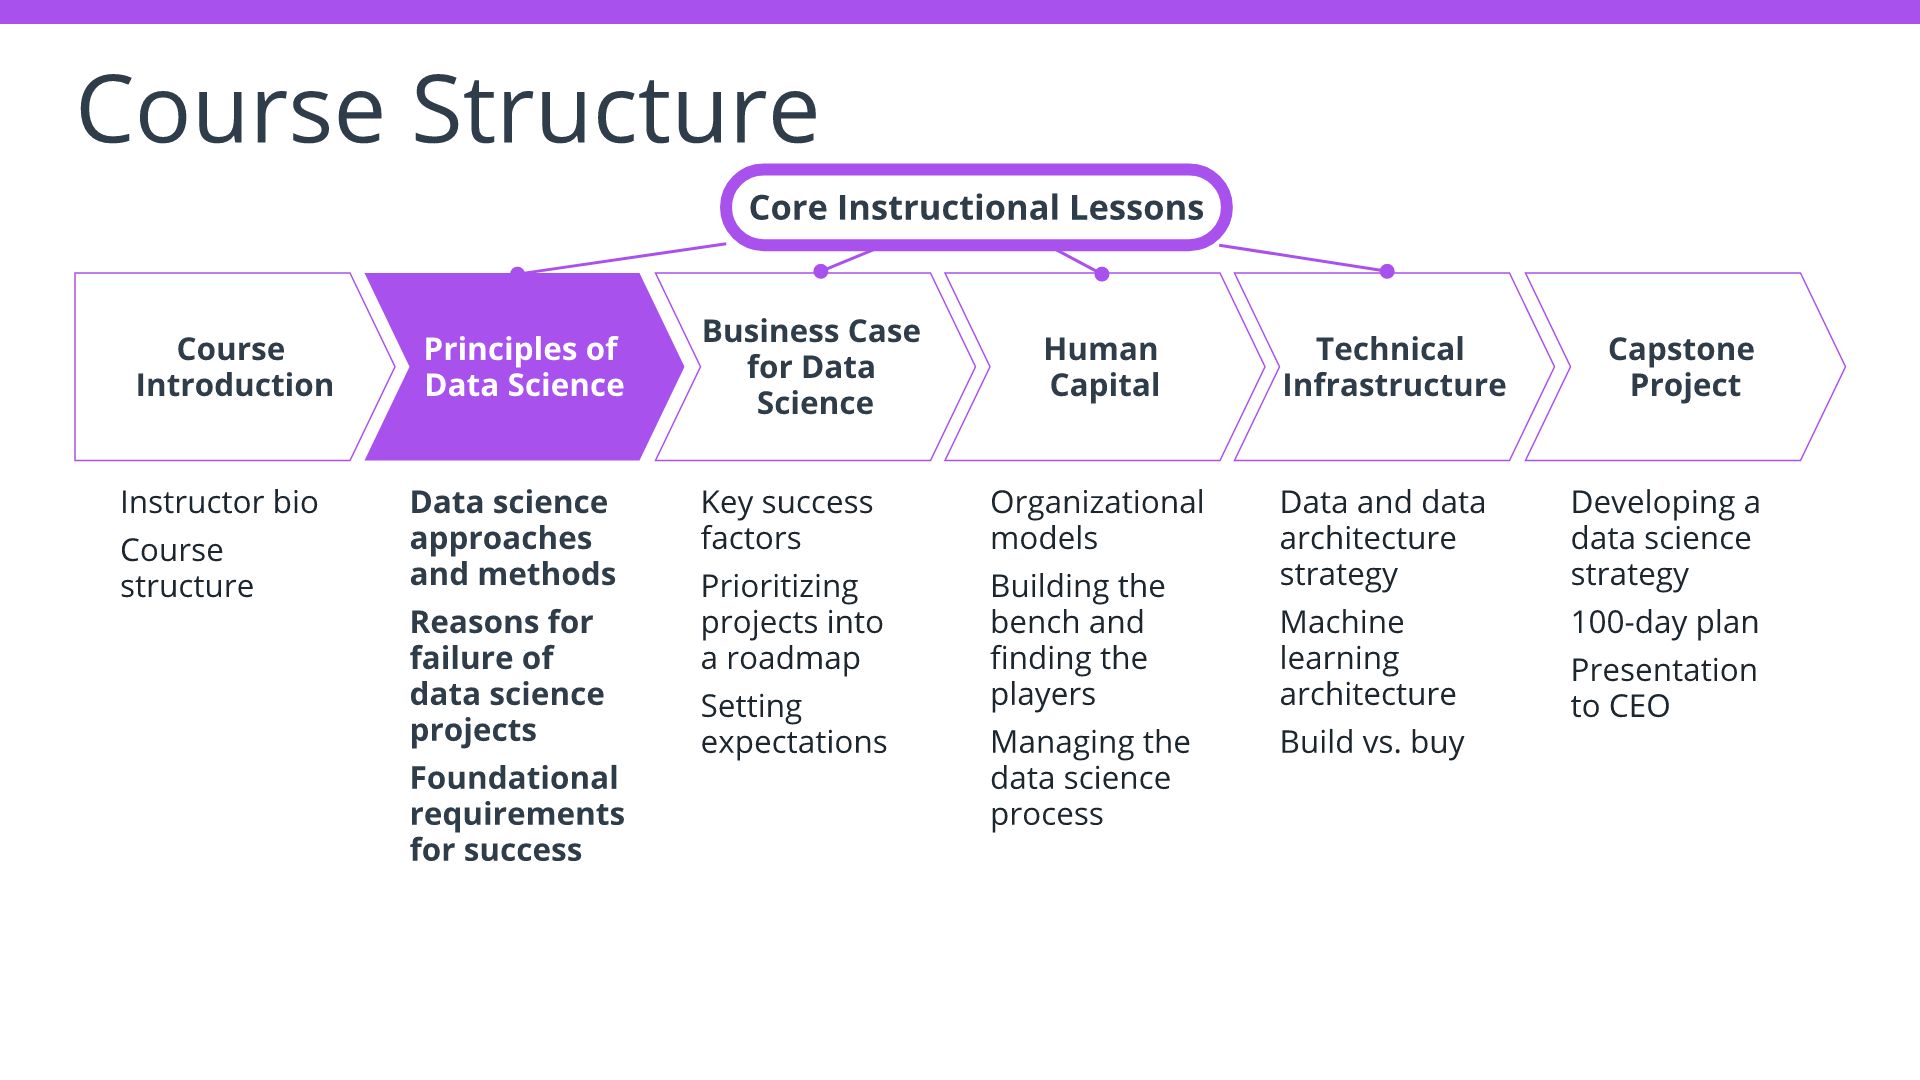 Course Structure
Core Instructional Lessons
Course
Introduction
Principles of
Data Science
Business Case
for Data
Science
Human
Capital
Technical
Infrastructure
Capstone
Project
Instructor bio
Course
structure
Data science
approaches
and methods
Reasons for
failure of
data science
projects
Foundational
requirements
for success
Key success
factors
Prioritizing
projects into
a roadmap
Setting
expectations
Organizational
models
Building the
bench and
finding the
players
Managing the
data science
process
Data and data
architecture
strategy
Machine
learning
architecture
Build vs. buy
Developing a
data science
strategy
100-day plan
Presentation
to CEO